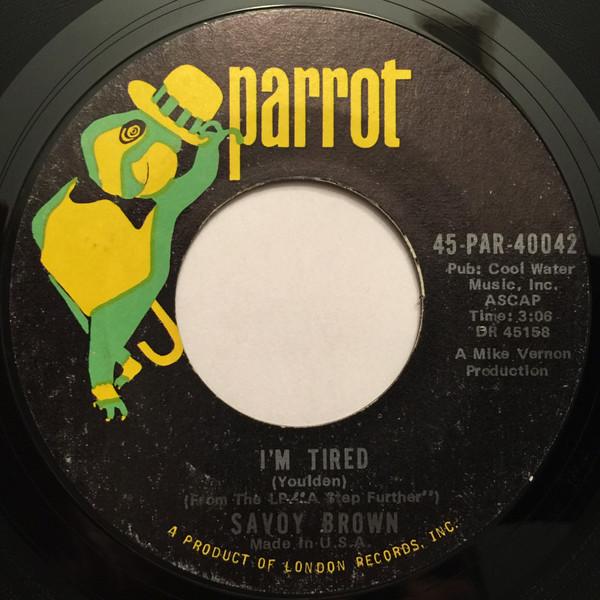 parrot
45-PAR-40042
Pub: Cool Water
Music, Inc.
ASCAP
Time: 3:06
DR 45158
A Mike Vernon
Production
I'M TIRED
(Youlden)
(From The LP "A Step Further")
SAVOY BROWN
Made In U.S.A.
A PRODUCT OF LONDON RECORDS, INC.